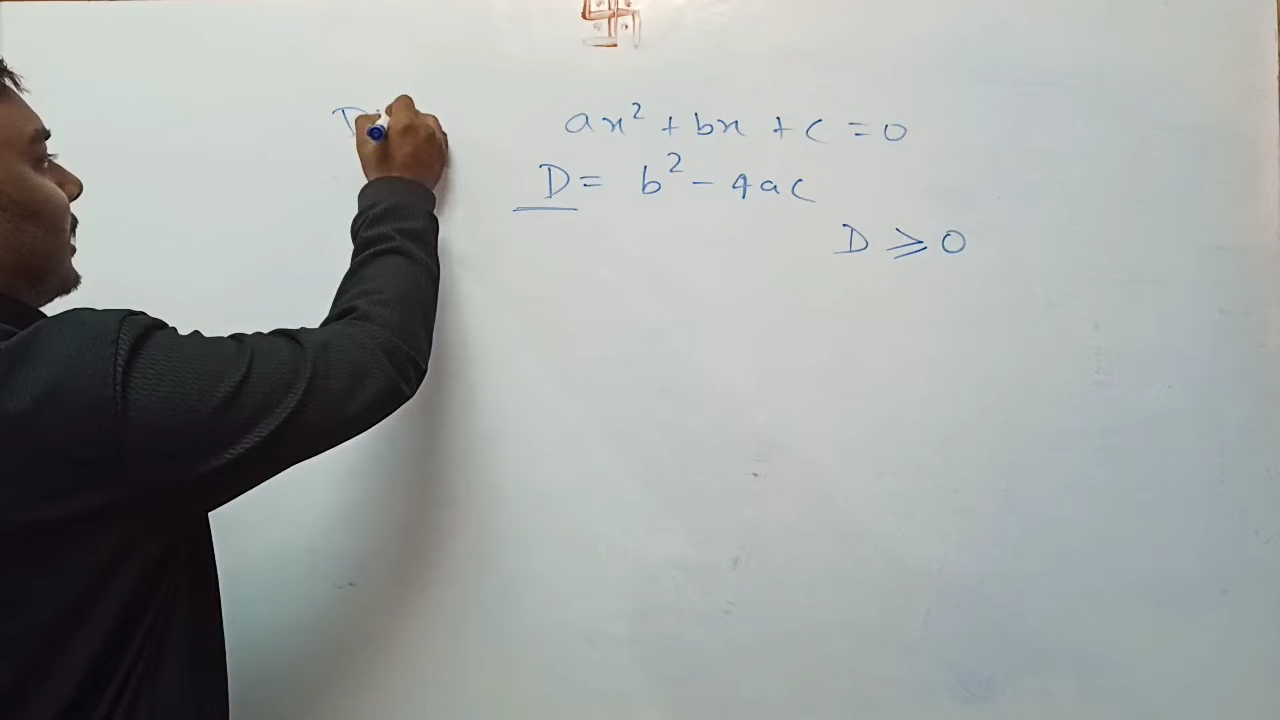 ax² + bx + c = 0
D = b² - 4ac
D ⩾ 0